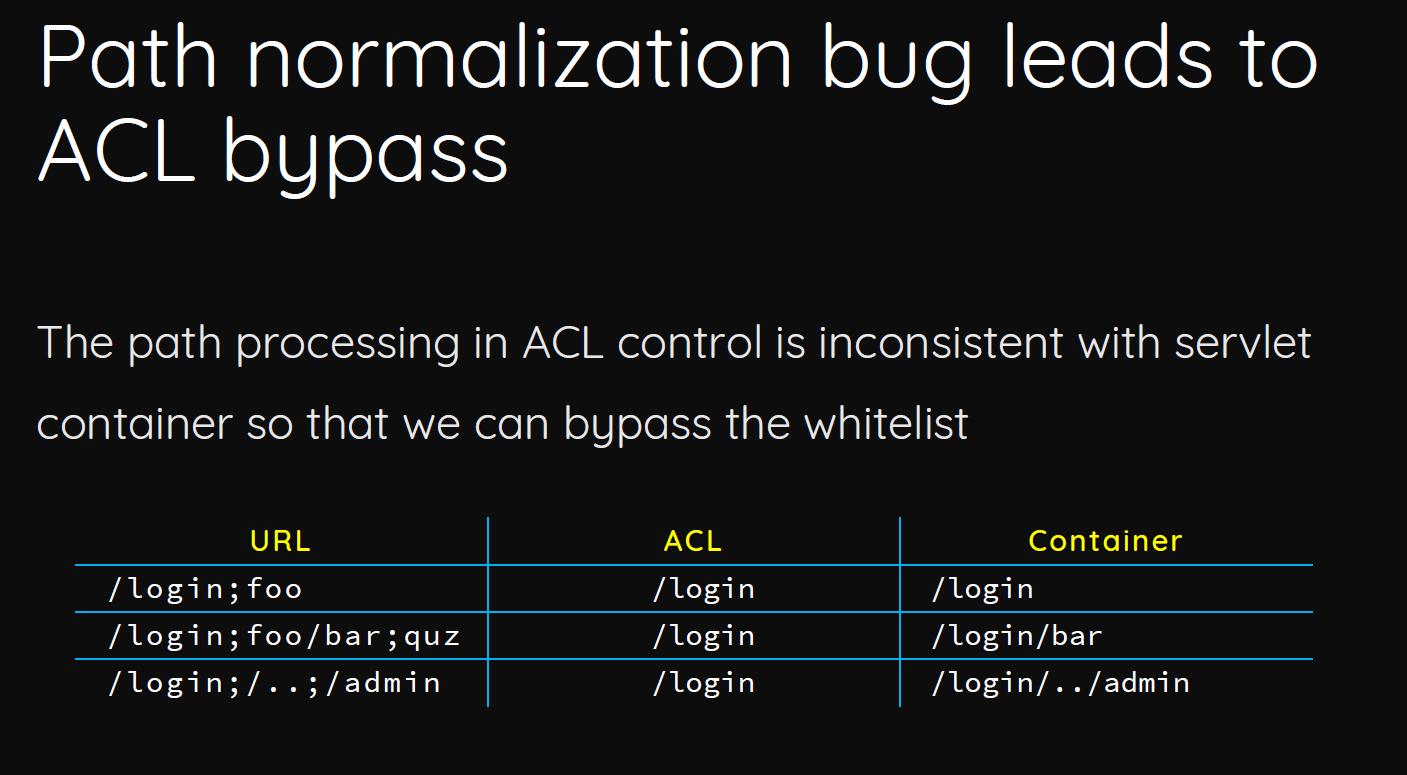 Path normalization bug leads to
ACL bypass
The path processing in ACL control is inconsistent with servlet
container so that we can bypass the whitelist
URL ACL Container
/login;foo /login /login
/login;foo/bar;quz /login /login/bar
/login;/..;/admin /login /login/../admin